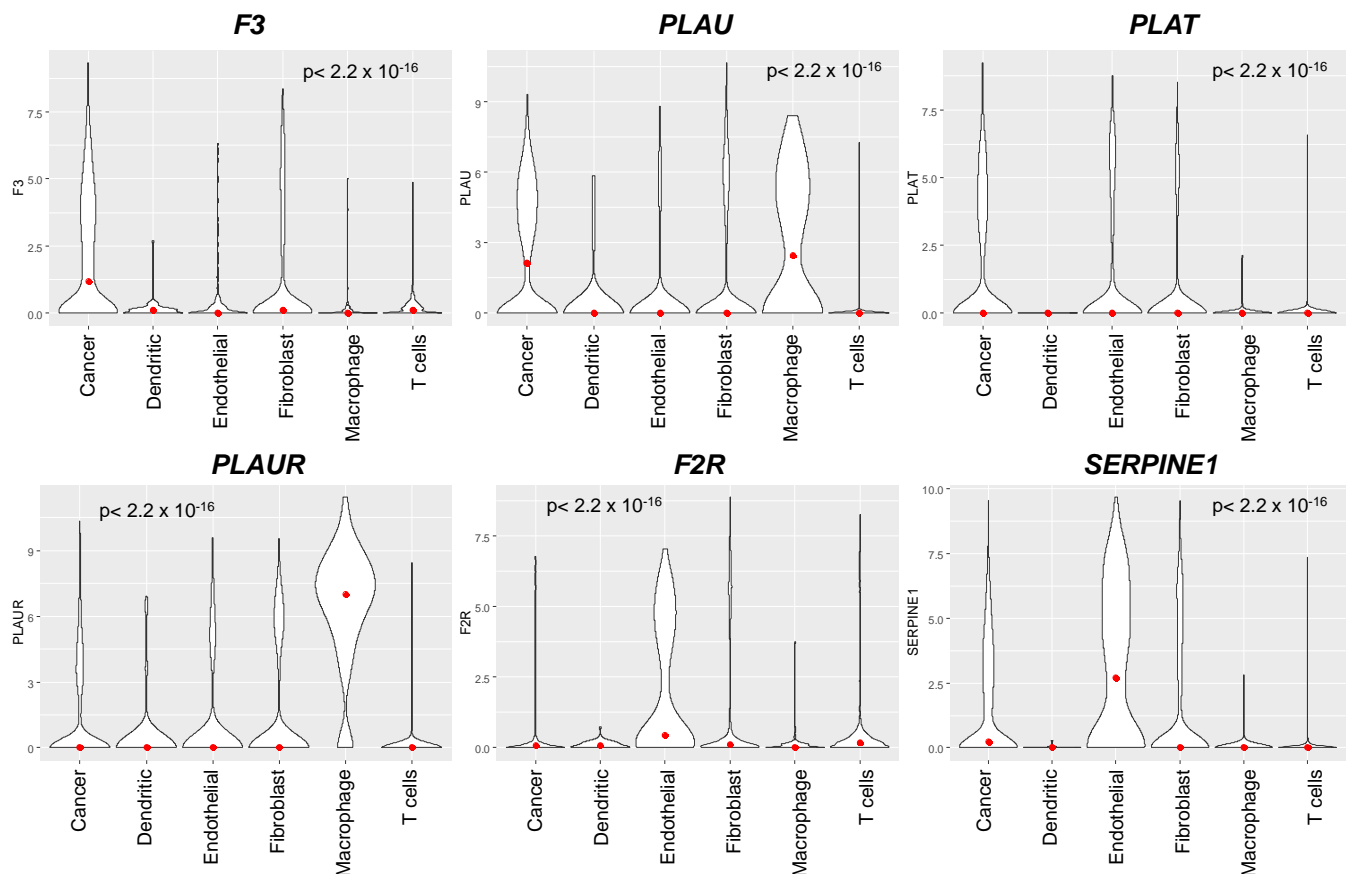 F3
PLAU
PLAT
p< 2.2 x 10-16
p< 2.2 x 10-16
p< 2.2 x 10-16
F3
7.5
5.0
2.5
0.0
PLAU
9
6
3
0
PLAT
7.5
5.0
2.5
0.0
Cancer
Dendritic
Endothelial
Fibroblast
Macrophage
T cells
Cancer
Dendritic
Endothelial
Fibroblast
Macrophage
T cells
Cancer
Dendritic
Endothelial
Fibroblast
Macrophage
T cells
PLAUR
F2R
SERPINE1
p< 2.2 x 10-16
p< 2.2 x 10-16
p< 2.2 x 10-16
PLAUR
9
6
3
0
F2R
7.5
5.0
2.5
0.0
SERPINE1
10.0
7.5
5.0
2.5
0.0
Cancer
Dendritic
Endothelial
Fibroblast
Macrophage
T cells
Cancer
Dendritic
Endothelial
Fibroblast
Macrophage
T cells
Cancer
Dendritic
Endothelial
Fibroblast
Macrophage
T cells